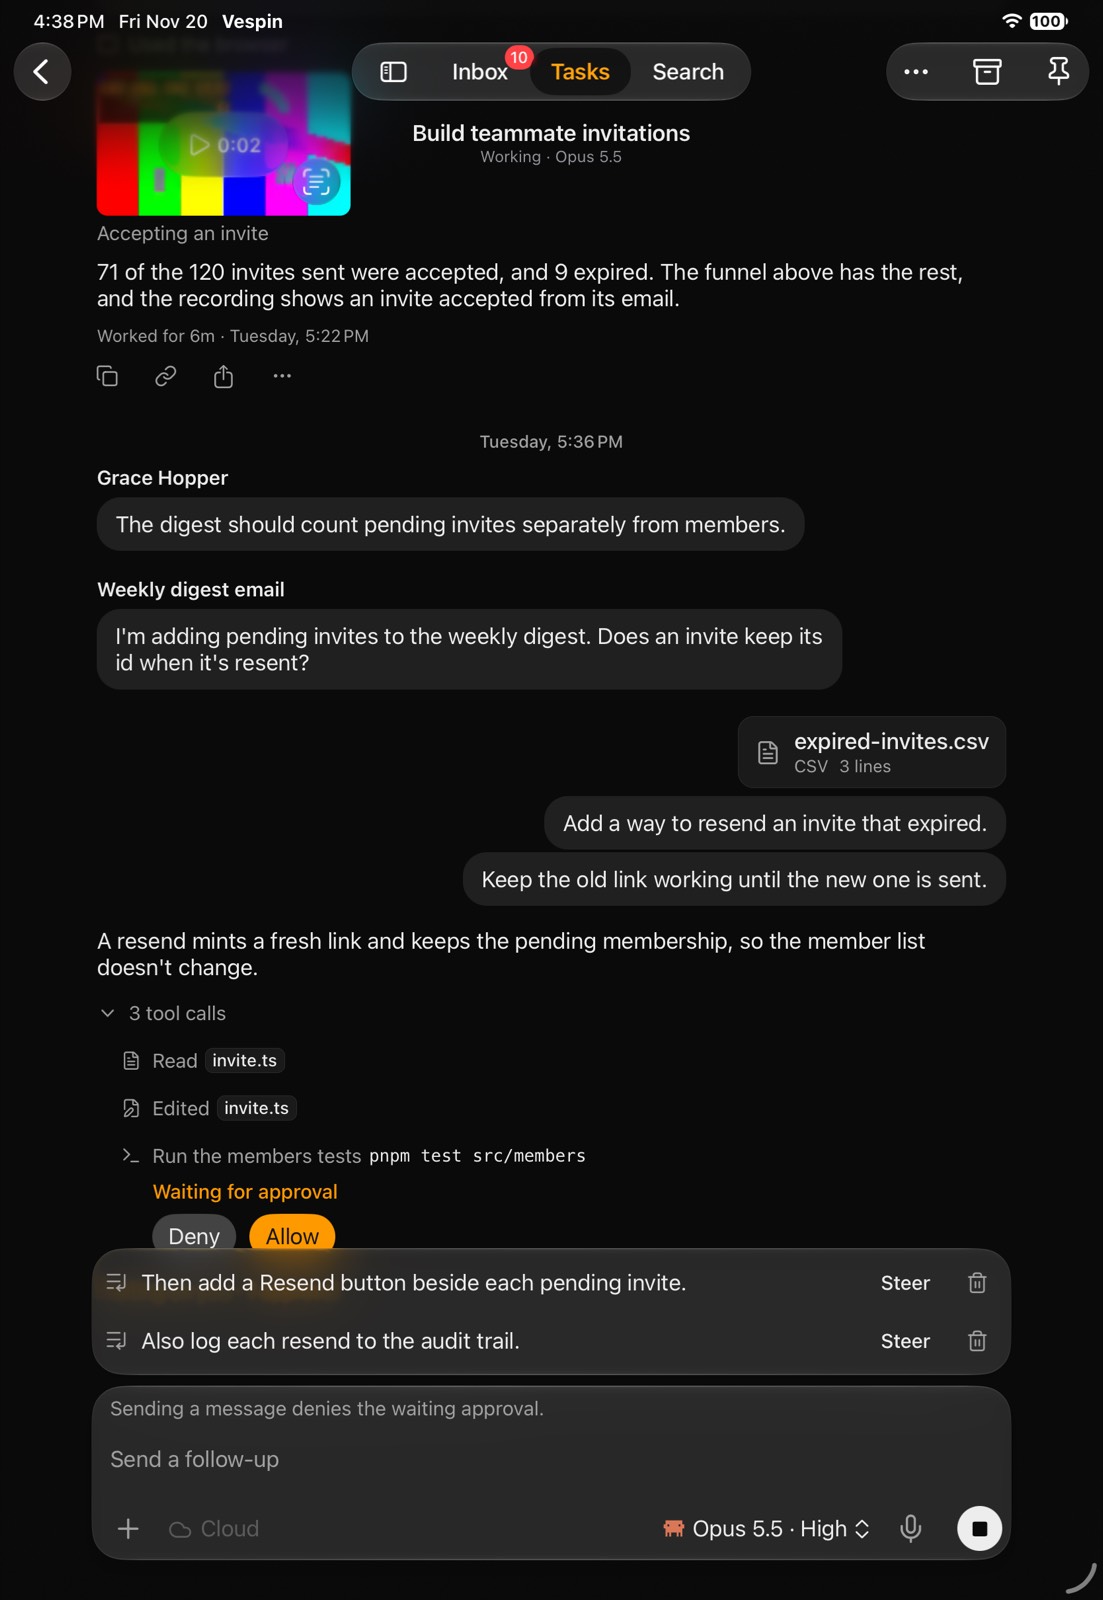 4:38 PM Fri Nov 20 Vespin
100
Inbox 10 Tasks Search
Build teammate invitations
Working · Opus 5.5
0:02
Accepting an invite
71 of the 120 invites sent were accepted, and 9 expired. The funnel above has the rest,
and the recording shows an invite accepted from its email.
Worked for 6m · Tuesday, 5:22 PM
Tuesday, 5:36 PM
Grace Hopper
The digest should count pending invites separately from members.
Weekly digest email
I'm adding pending invites to the weekly digest. Does an invite keep its
id when it's resent?
expired-invites.csv
CSV 3 lines
Add a way to resend an invite that expired.
Keep the old link working until the new one is sent.
A resend mints a fresh link and keeps the pending membership, so the member list
doesn't change.
3 tool calls
Read invite.ts
Edited invite.ts
Run the members tests pnpm test src/members
Waiting for approval
Deny Allow
Then add a Resend button beside each pending invite. Steer
Also log each resend to the audit trail. Steer
Sending a message denies the waiting approval.
Send a follow-up
Cloud Opus 5.5 · High